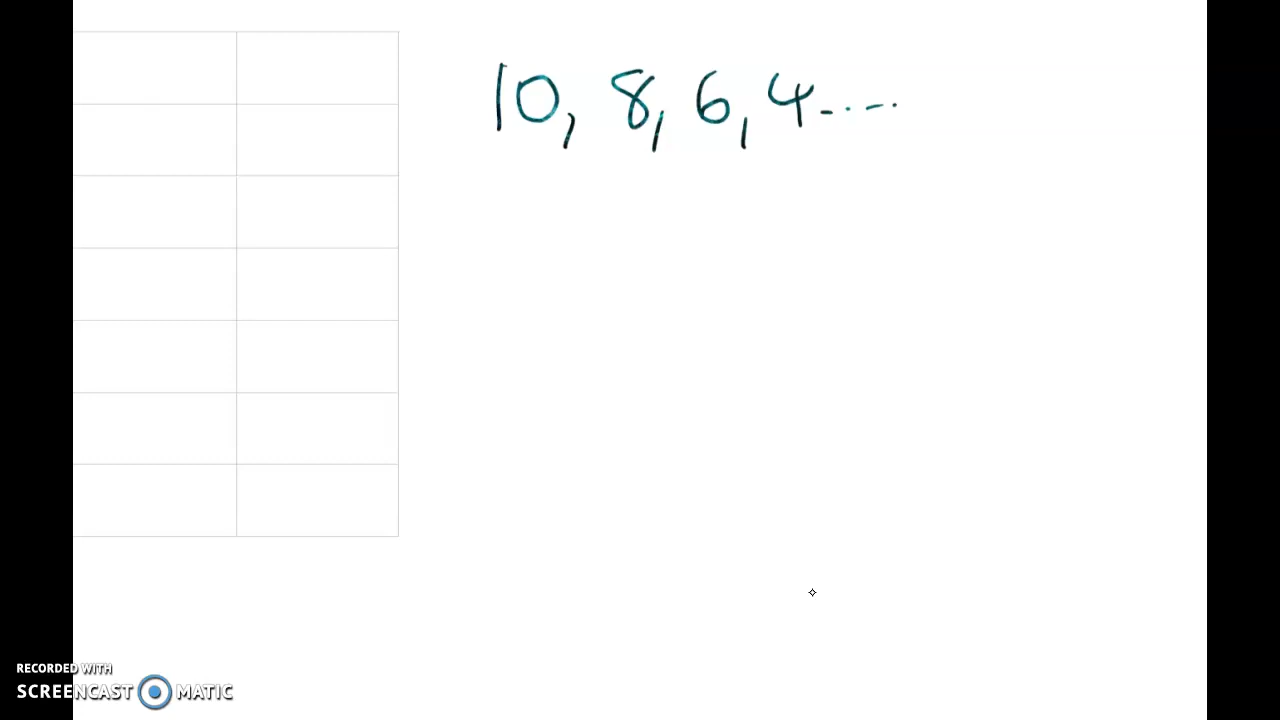 10, 8, 6, 4.....
RECORDED WITH
SCREENCAST MATIC